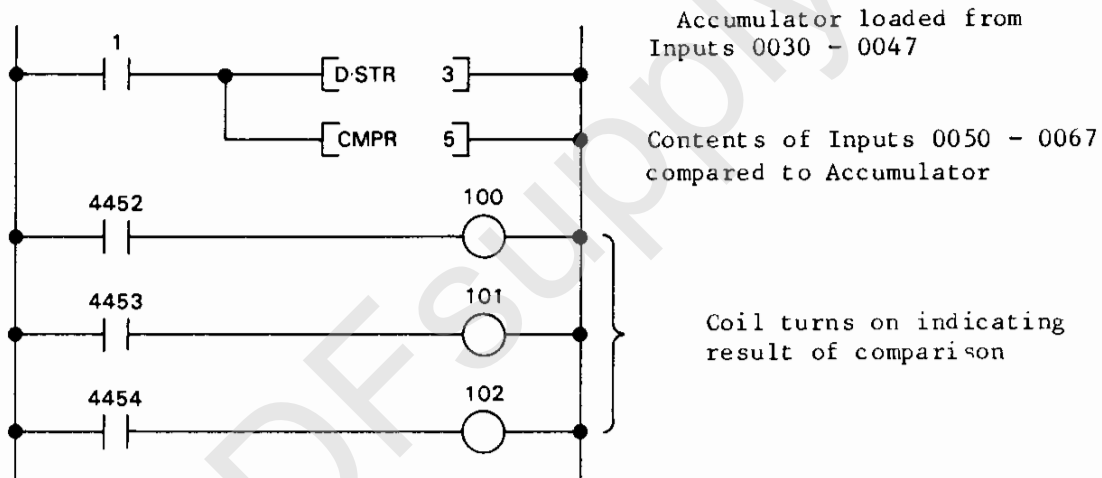 Accumulator loaded from
Inputs 0030 - 0047
1
D·STR 3
CMPR 5
Contents of Inputs 0050 - 0067
compared to Accumulator
4452
100
4453
101
Coil turns on indicating
result of comparison
4454
102
DFsupply